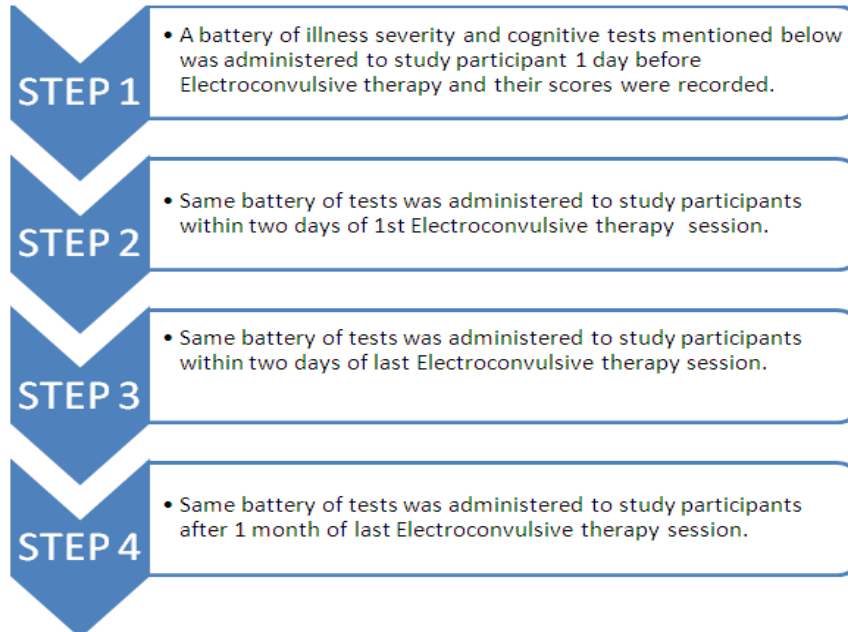 STEP 1
• A battery of illness severity and cognitive tests mentioned below
was administered to study participant 1 day before
Electroconvulsive therapy and their scores were recorded.
STEP 2
• Same battery of tests was administered to study participants
within two days of 1st Electroconvulsive therapy session.
STEP 3
• Same battery of tests was administered to study participants
within two days of last Electroconvulsive therapy session.
STEP 4
• Same battery of tests was administered to study participants
after 1 month of last Electroconvulsive therapy session.